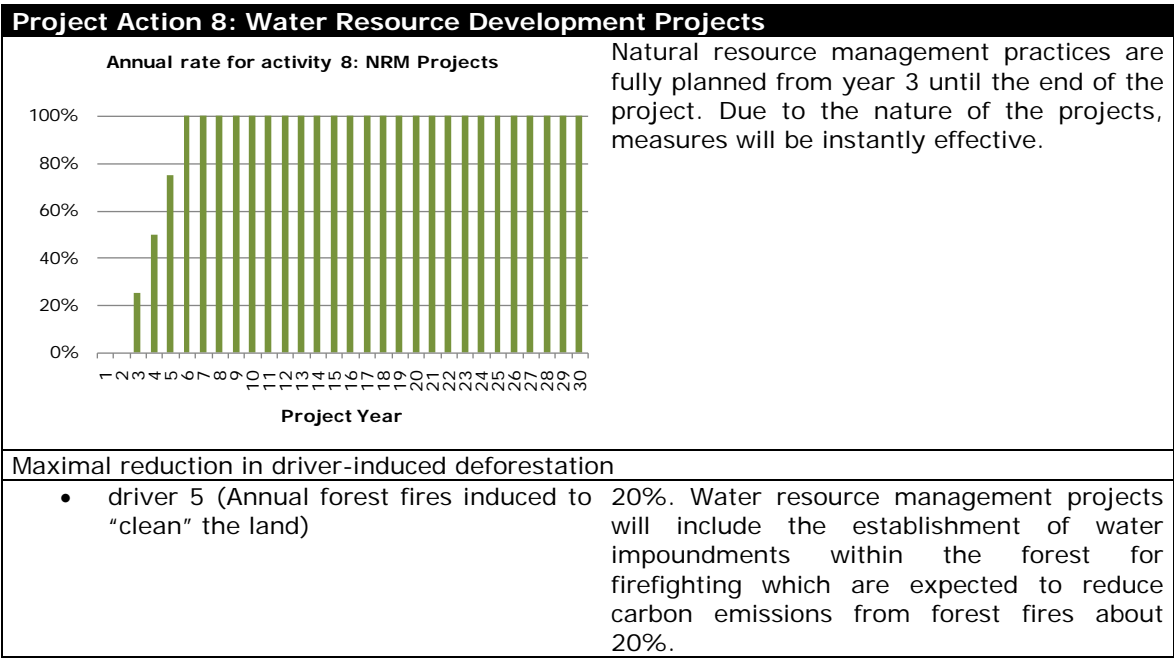 Project Action 8: Water Resource Development Projects
Annual rate for activity 8: NRM Projects
100%
80%
60%
40%
20%
0%
1 2 3 4 5 6 7 8 9 10 11 12 13 14 15 16 17 18 19 20 21 22 23 24 25 26 27 28 29 30
Project Year
Natural resource management practices are
fully planned from year 3 until the end of the
project. Due to the nature of the projects,
measures will be instantly effective.
Maximal reduction in driver-induced deforestation
• driver 5 (Annual forest fires induced to
“clean” the land)
20%. Water resource management projects
will include the establishment of water
impoundments within the forest for
firefighting which are expected to reduce
carbon emissions from forest fires about
20%.